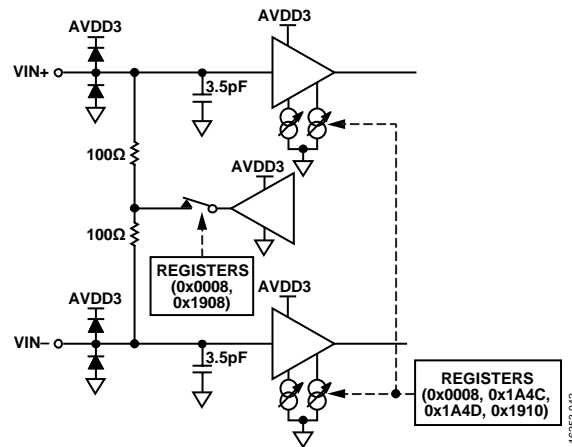 AVDD3
AVDD3
VIN+
3.5pF
100Ω
AVDD3
100Ω
REGISTERS
(0x0008,
0x1908)
AVDD3
AVDD3
VIN–
3.5pF
REGISTERS
(0x0008, 0x1A4C,
0x1A4D, 0x1910)